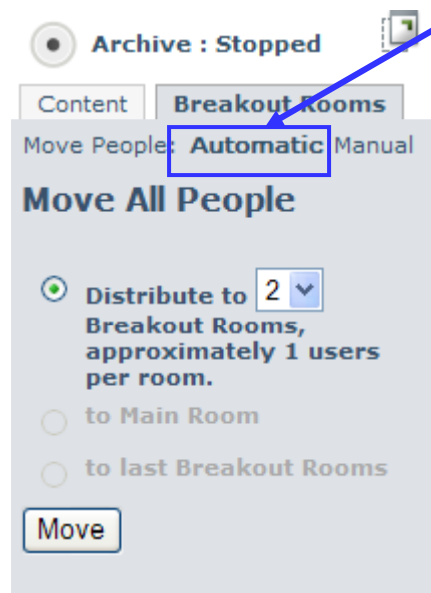 Archive : Stopped
Content Breakout Rooms
Move People: Automatic Manual
Move All People
Distribute to 2
Breakout Rooms,
approximately 1 users
per room.
to Main Room
to last Breakout Rooms
Move